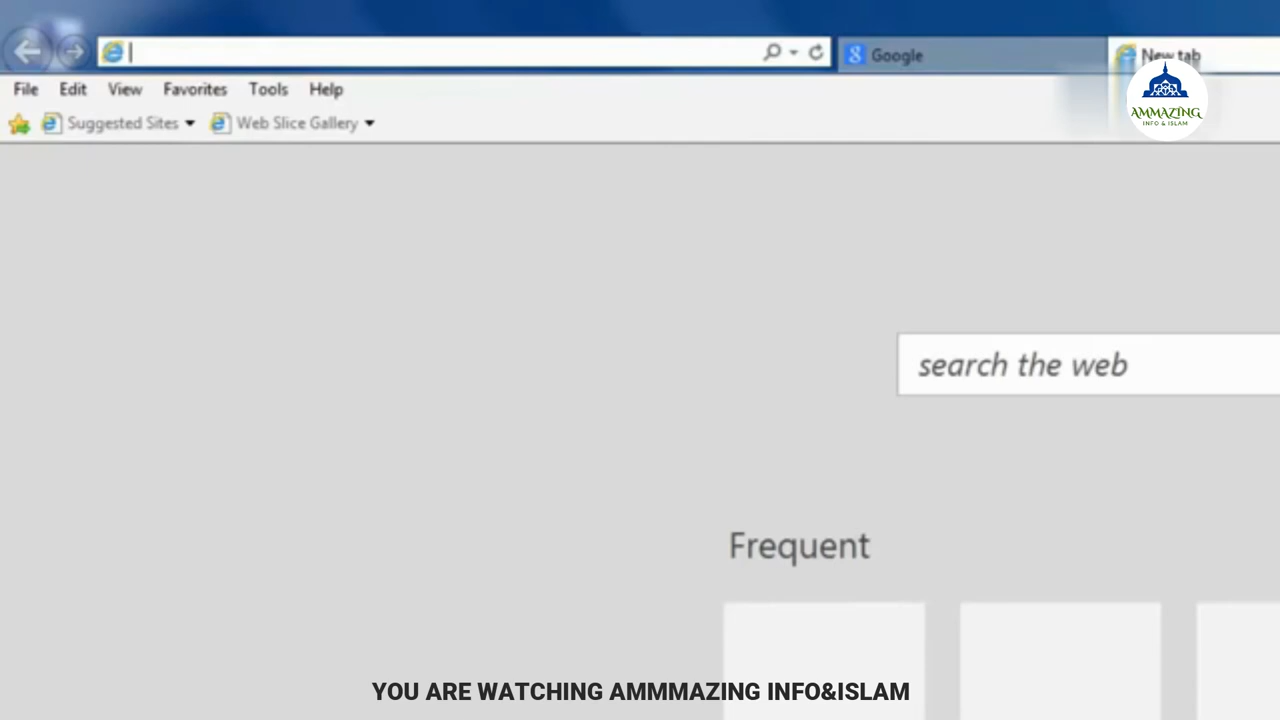 Google
New tab
File Edit View Favorites Tools Help
Suggested Sites Web Slice Gallery
AMMAZING
INFO & ISLAM
search the web
Frequent
YOU ARE WATCHING AMMMAZING INFO&ISLAM